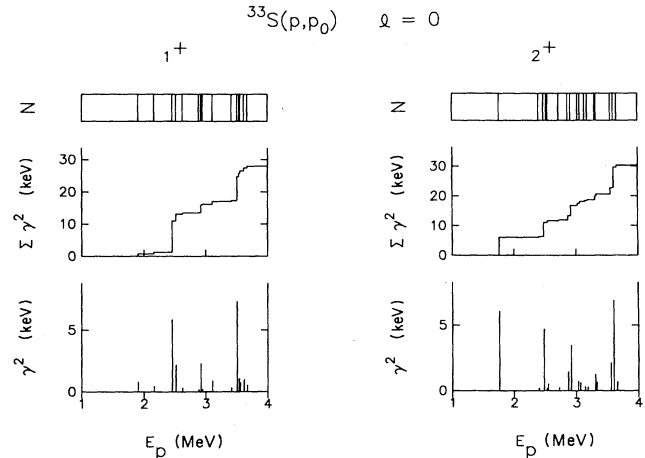 ³³S(p,p₀) ℓ = 0
1⁺ 2⁺
N N
Σ γ² (keV) Σ γ² (keV)
30 30
20 20
10 10
0 0
γ² (keV) γ² (keV)
5 5
0 0
1 2 3 4 1 2 3 4
Eₚ (MeV) Eₚ (MeV)